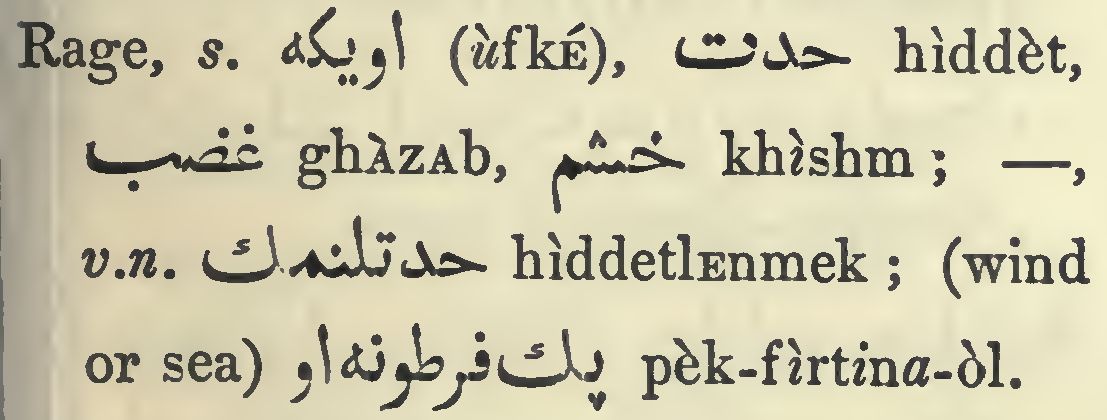 Rage, s. اويكه (ùfkÉ), حدت hìddèt,
غضب ghÀzAb, خشم khìshm ; —,
v.n. حدتلنمك hìddetlEnmek ; (wind
or sea) پك فرطونه او pèk-fìrtina-òl.